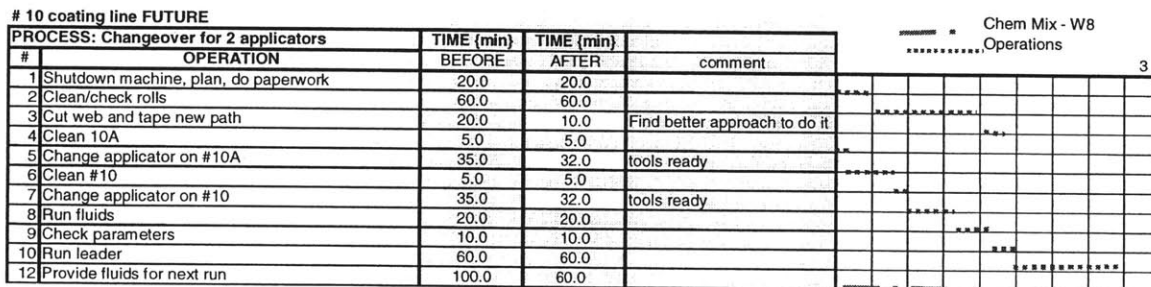 # 10 coating line FUTURE
Chem Mix - W8
Operations
PROCESS: Changeover for 2 applicators TIME {min} TIME {min}
# OPERATION BEFORE AFTER comment 3
1 Shutdown machine, plan, do paperwork 20.0 20.0
2 Clean/check rolls 60.0 60.0
3 Cut web and tape new path 20.0 10.0 Find better approach to do it
4 Clean 10A 5.0 5.0
5 Change applicator on #10A 35.0 32.0 tools ready
6 Clean #10 5.0 5.0
7 Change applicator on #10 35.0 32.0 tools ready
8 Run fluids 20.0 20.0
9 Check parameters 10.0 10.0
10 Run leader 60.0 60.0
12 Provide fluids for next run 100.0 60.0